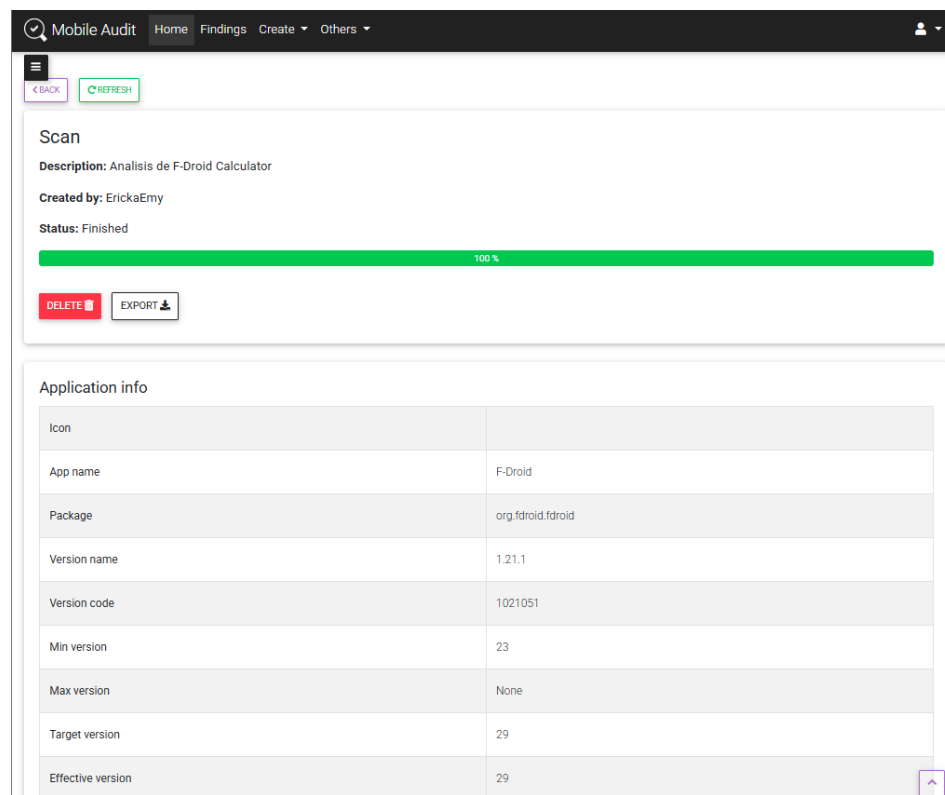 Mobile Audit Home Findings Create Others
BACK REFRESH
Scan
Description: Analisis de F-Droid Calculator
Created by: ErickaEmy
Status: Finished
100 %
DELETE EXPORT
Application info
Icon
App name F-Droid
Package org.fdroid.fdroid
Version name 1.21.1
Version code 1021051
Min version 23
Max version None
Target version 29
Effective version 29